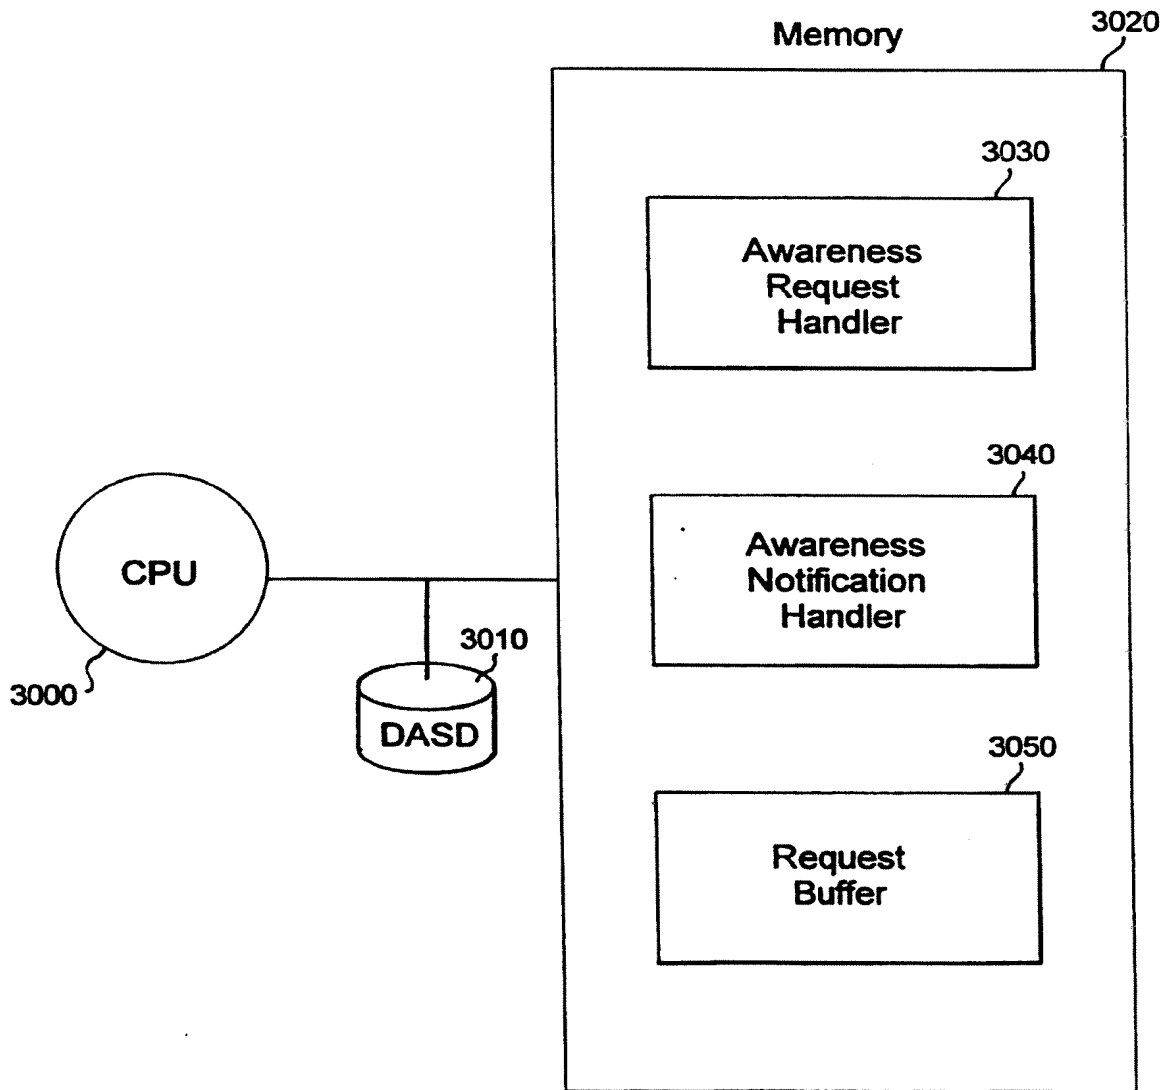 3020
Memory
3030
Awareness
Request
Handler
3040
Awareness
Notification
Handler
CPU
3010
3000
DASD
3050
Request
Buffer